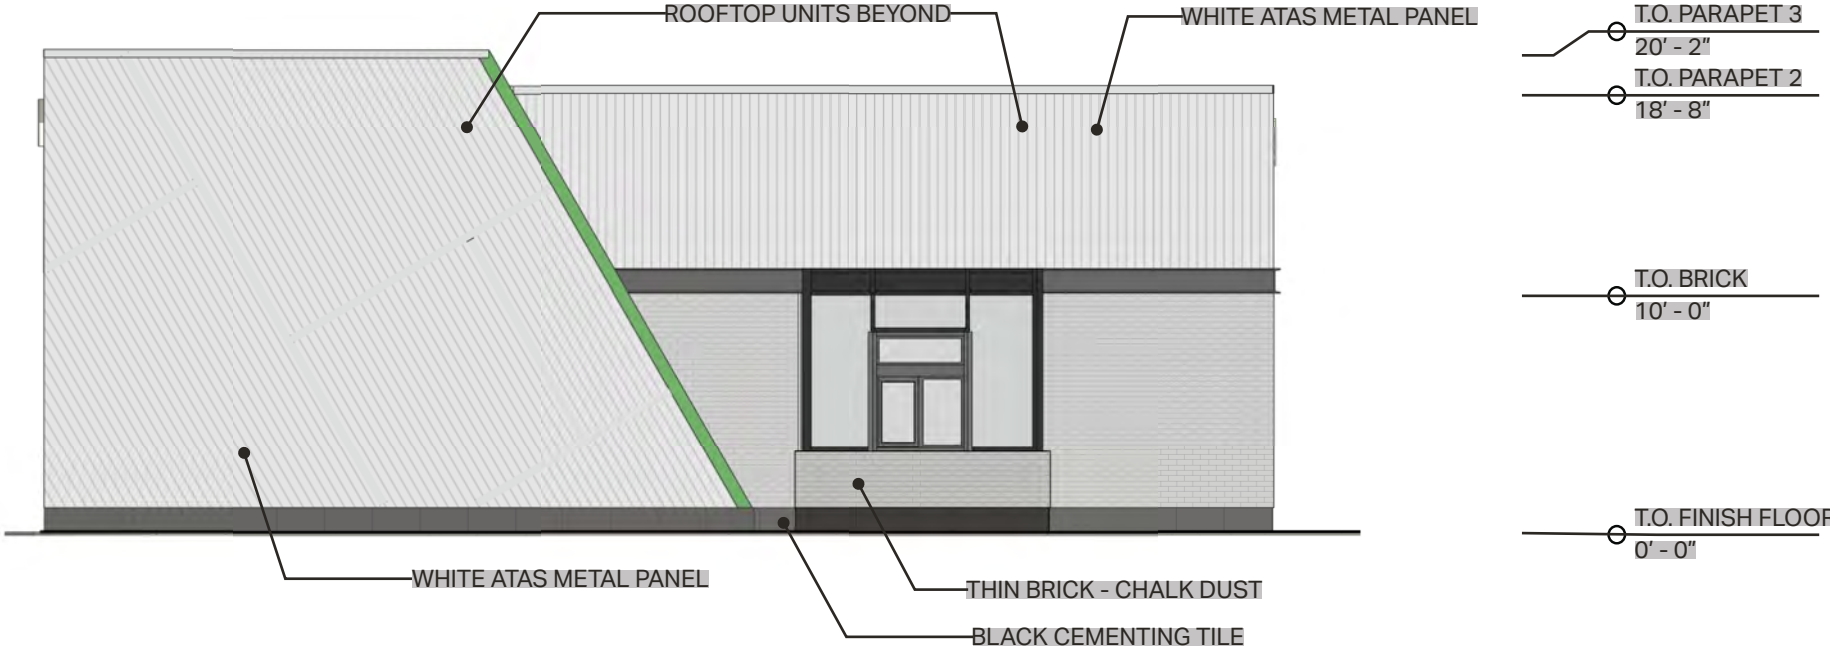 ROOFTOP UNITS BEYOND
WHITE ATAS METAL PANEL
T.O. PARAPET 3
20' - 2"
T.O. PARAPET 2
18' - 8"
T.O. BRICK
10' - 0"
T.O. FINISH FLOOR
0' - 0"
WHITE ATAS METAL PANEL
THIN BRICK - CHALK DUST
BLACK CEMENTING TILE